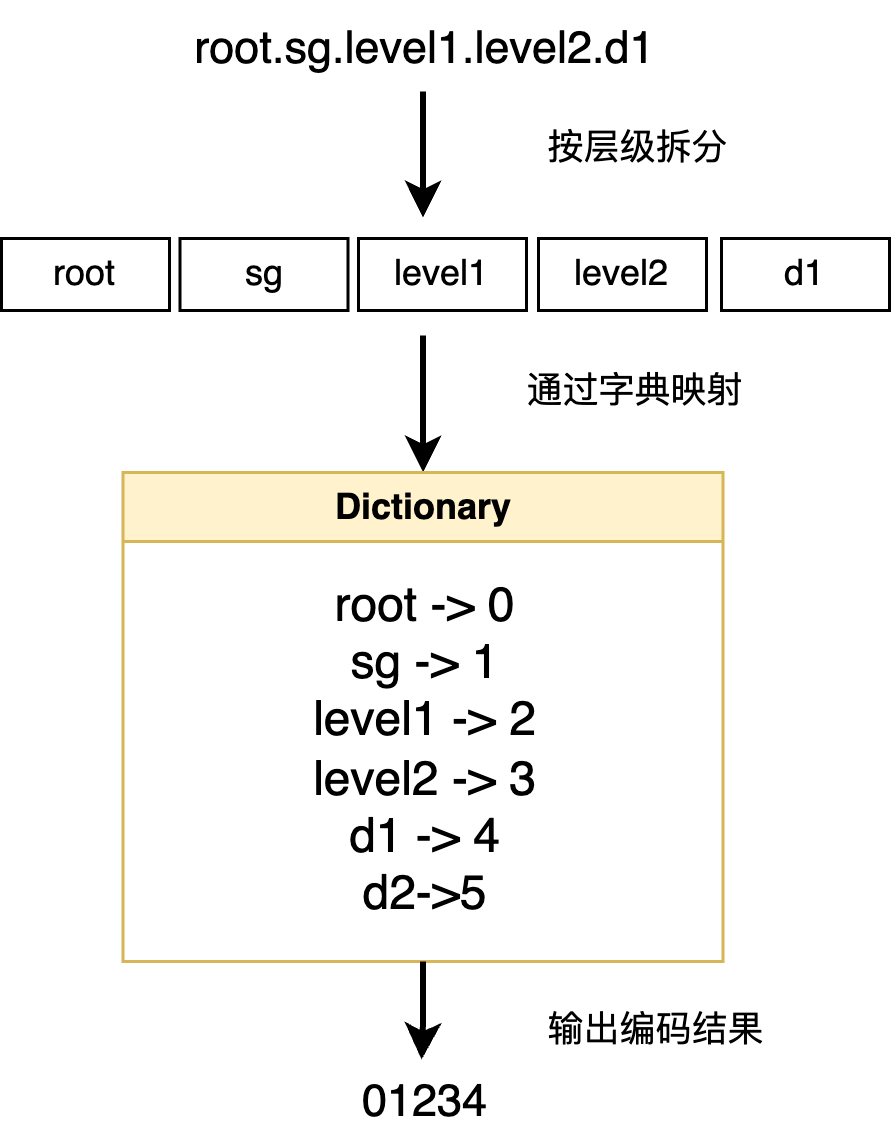 root.sg.level1.level2.d1
按层级拆分
root sg level1 level2 d1
通过字典映射
Dictionary
root -> 0
sg -> 1
level1 -> 2
level2 -> 3
d1 -> 4
d2->5
输出编码结果
01234